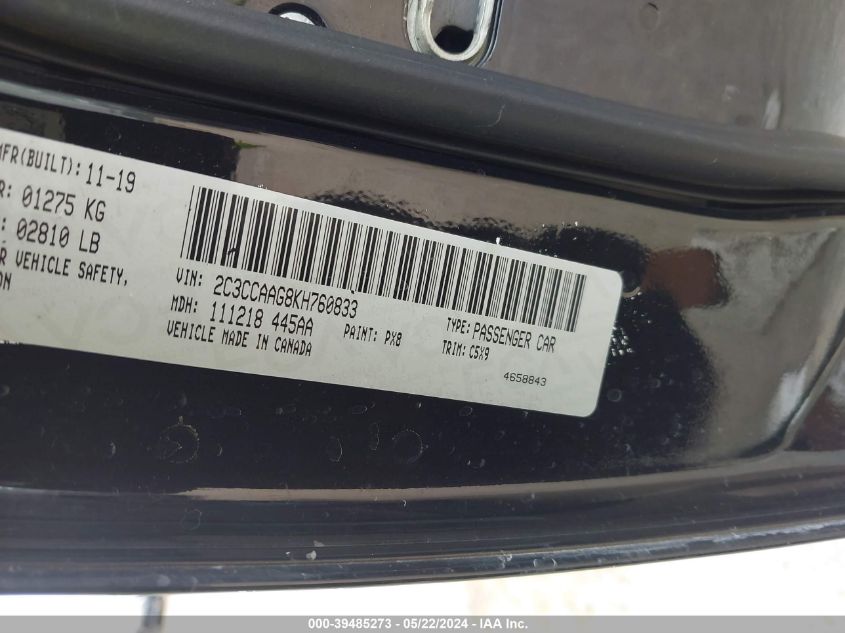 MFR(BUILT): 11-19
R: 01275 KG
: 02810 LB
R VEHICLE SAFETY,
ON
VIN: 2C3CCAAG8KH760833
MDH: 111218 445AA
PAINT: PX8
TYPE: PASSENGER CAR
VEHICLE MADE IN CANADA
TRIM: C5X9
4658843
000-39485273 - 05/22/2024 - IAA Inc.